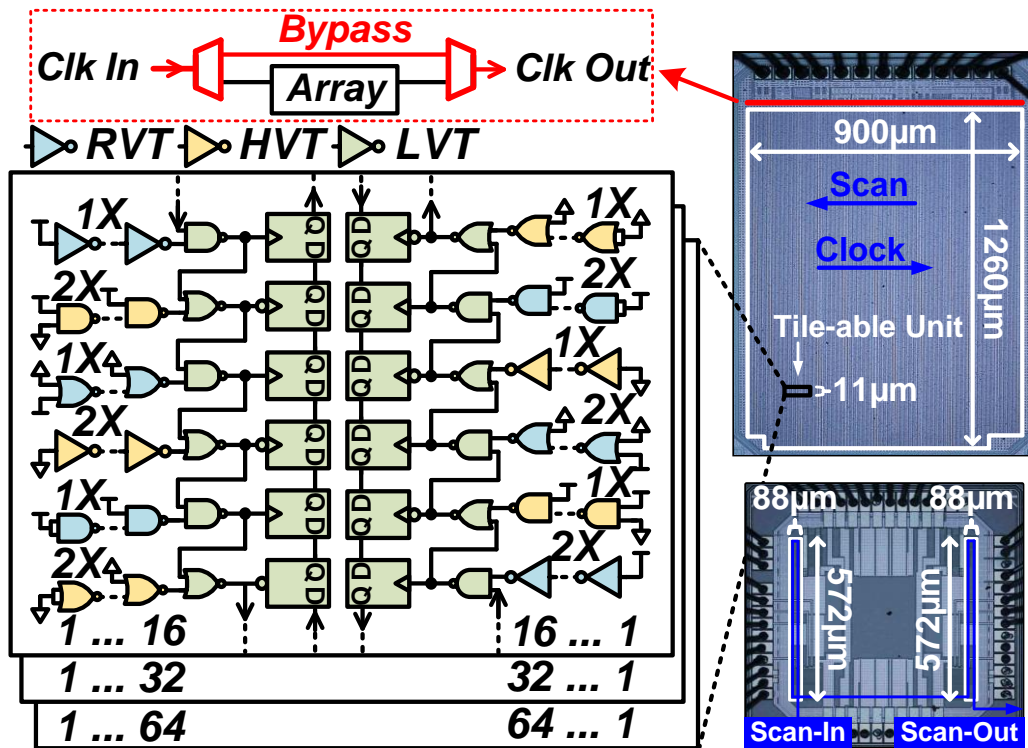 Bypass
Clk In
Array
Clk Out
RVT
HVT
LVT
1X
1X
2X
2X
1X
1X
2X
2X
1X
1X
2X
2X
Q D
Q D
Q D
Q D
Q D
Q D
Q D
Q D
Q D
Q D
Q D
Q D
1 ... 16
16 ... 1
1 ... 32
32 ... 1
1 ... 64
64 ... 1
900µm
Scan
Clock
1260µm
Tile-able Unit
11µm
88µm
88µm
572µm
572µm
Scan-In
Scan-Out